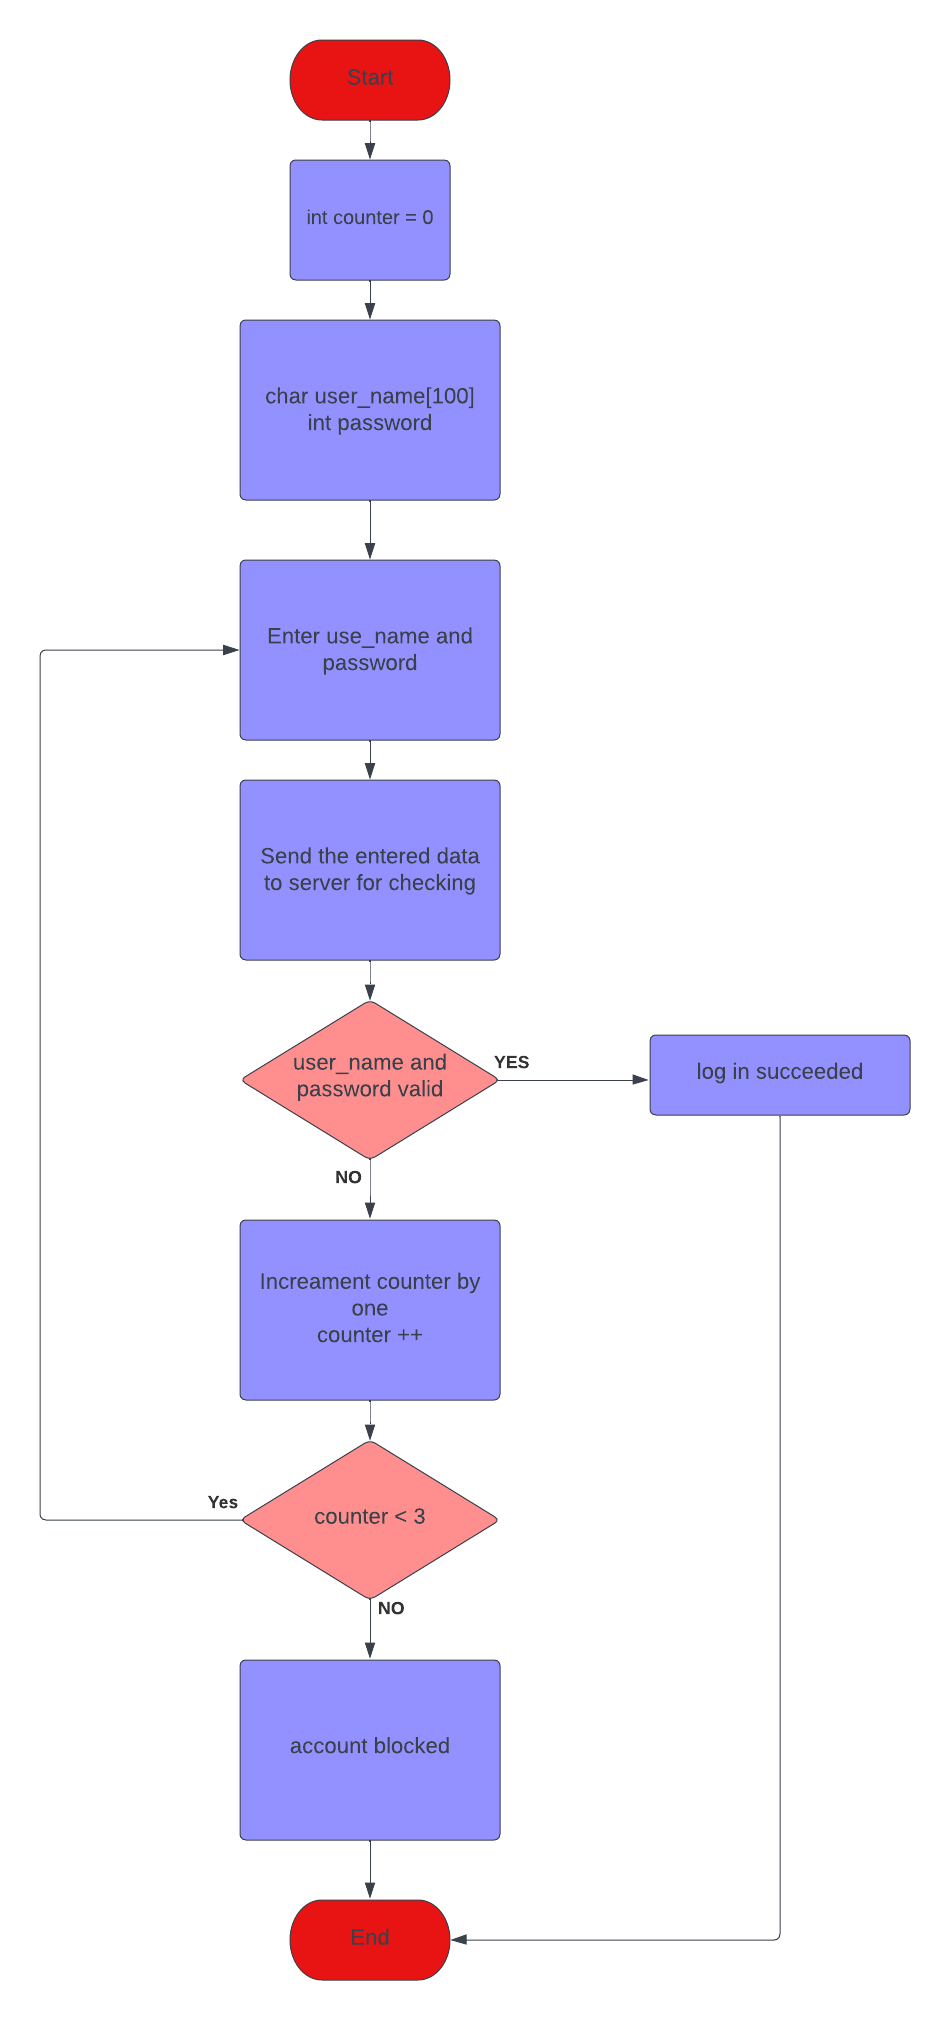 Start
int counter = 0
char user_name[100]
int password
Enter use_name and
password
Send the entered data
to server for checking
user_name and
password valid
YES
log in succeeded
NO
Increament counter by
one
counter ++
Yes
counter < 3
NO
account blocked
End